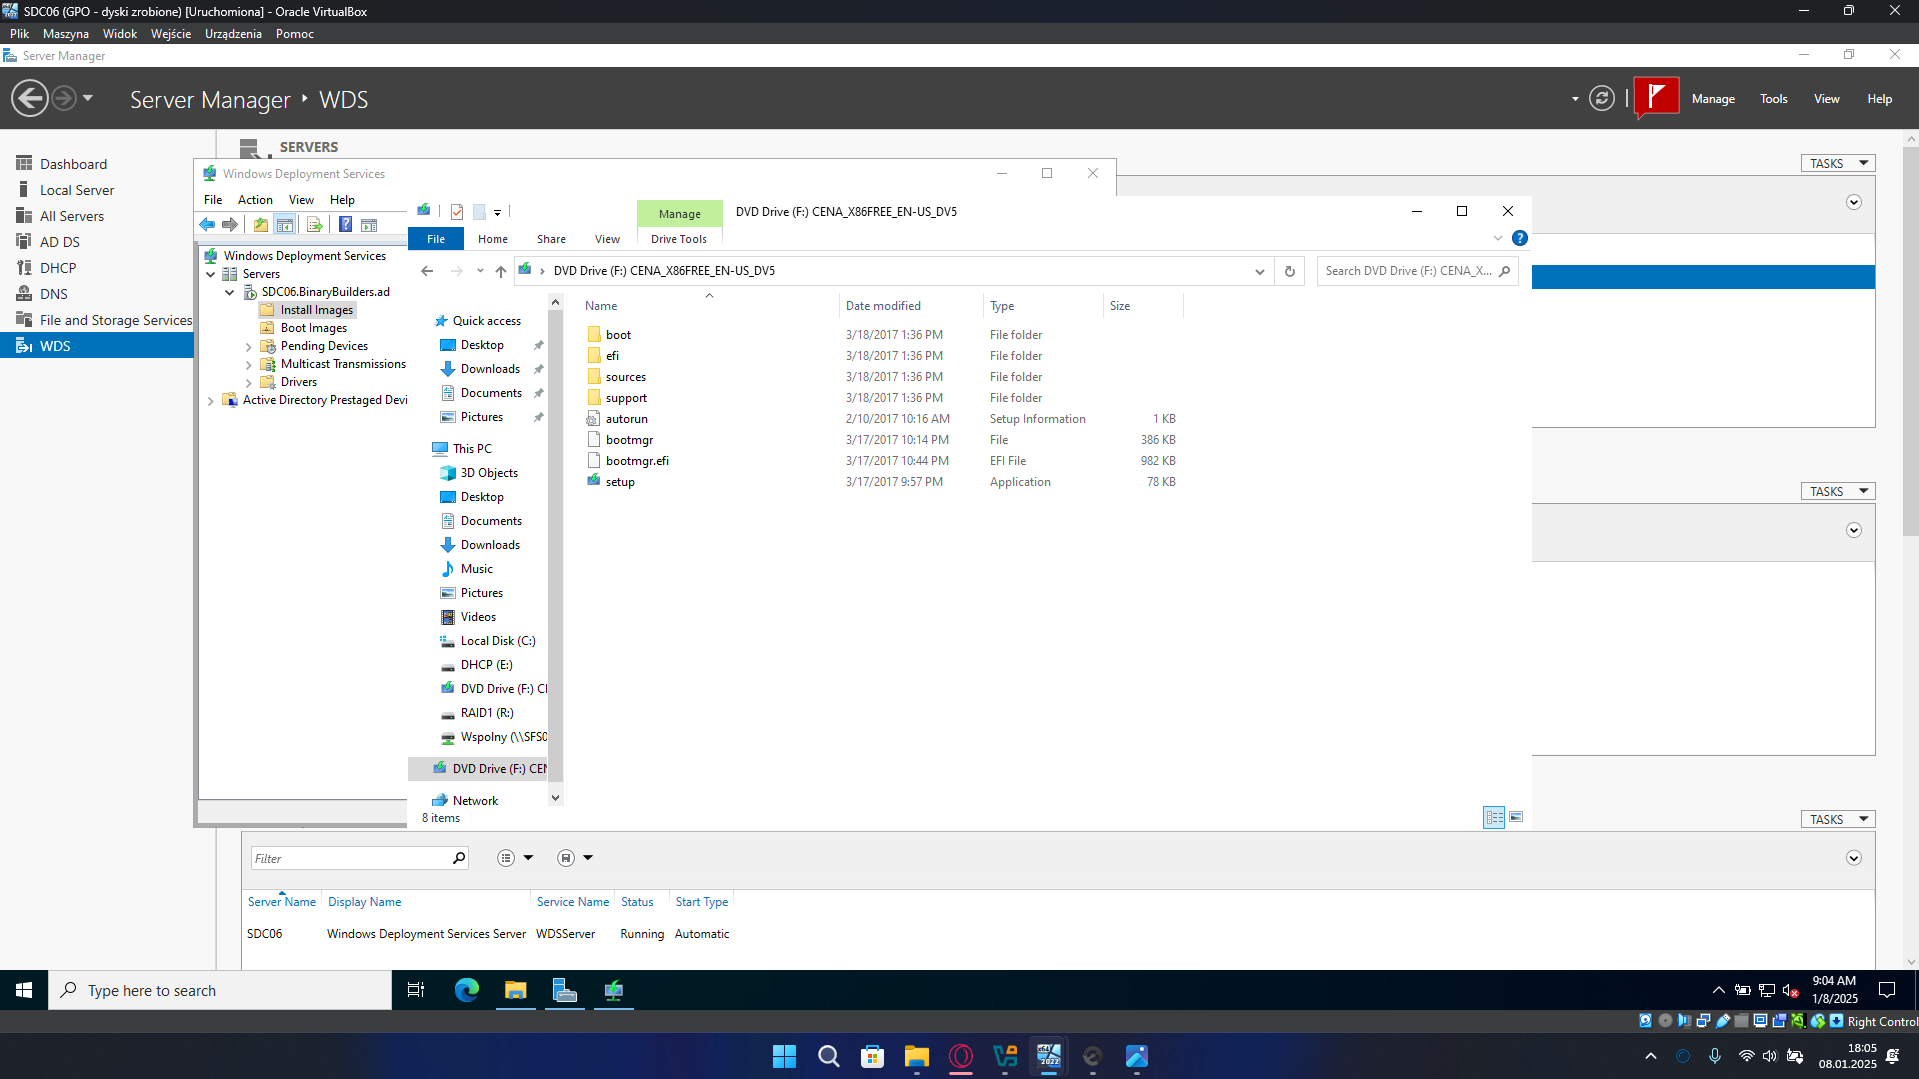 SDC06 (GPO - dyski zrobione) [Uruchomiona] - Oracle VirtualBox
Plik Maszyna Widok Wejście Urządzenia Pomoc
Server Manager
Server Manager WDS
Manage Tools View Help
Dashboard
Local Server
All Servers
AD DS
DHCP
DNS
File and Storage Services
WDS
SERVERS
TASKS
TASKS
TASKS
Windows Deployment Services
File Action View Help
Windows Deployment Services
Servers
SDC06.BinaryBuilders.ad
Install Images
Boot Images
Pending Devices
Multicast Transmissions
Drivers
Active Directory Prestaged Devi
Manage
DVD Drive (F:) CENA_X86FREE_EN-US_DV5
File Home Share View Drive Tools
DVD Drive (F:) CENA_X86FREE_EN-US_DV5
Search DVD Drive (F:) CENA_X...
Quick access
Desktop
Downloads
Documents
Pictures
This PC
3D Objects
Desktop
Documents
Downloads
Music
Pictures
Videos
Local Disk (C:)
DHCP (E:)
DVD Drive (F:) CE
RAID1 (R:)
Wspolny (\\SFS0
DVD Drive (F:) CEN
Network
Name Date modified Type Size
boot 3/18/2017 1:36 PM File folder
efi 3/18/2017 1:36 PM File folder
sources 3/18/2017 1:36 PM File folder
support 3/18/2017 1:36 PM File folder
autorun 2/10/2017 10:16 AM Setup Information 1 KB
bootmgr 3/17/2017 10:14 PM File 386 KB
bootmgr.efi 3/17/2017 10:44 PM EFI File 982 KB
setup 3/17/2017 9:57 PM Application 78 KB
8 items
Filter
Server Name Display Name Service Name Status Start Type
SDC06 Windows Deployment Services Server WDSServer Running Automatic
Type here to search
9:04 AM
1/8/2025
Right Control
18:05
08.01.2025